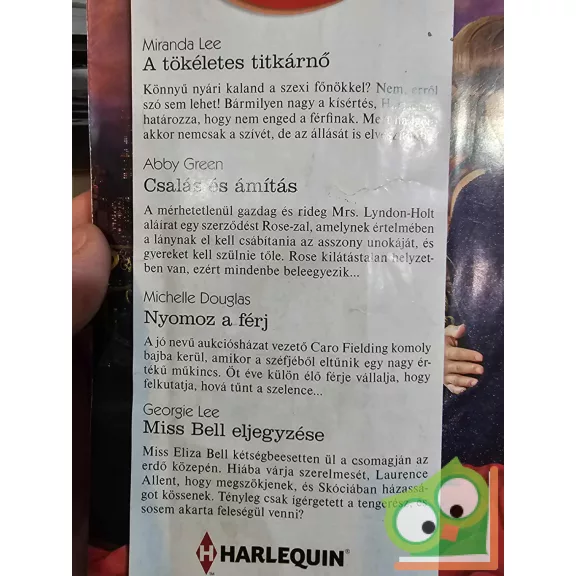 Miranda Lee
A tökéletes titkárnő
Könnyű nyári kaland a szexi főnökkel? Nem, erről
szó sem lehet! Bármilyen nagy a kísértés,
határozza, hogy nem enged a férfinak.
akkor nemcsak a szívét, de az állását is
Abby Green
Csalás és ámítás
A mérhetetlenül gazdag és rideg Mrs. Lyndon-Holt
aláírat egy szerződést Rose-zal, amelynek értelmében
a lánynak el kell csábítania az asszony unokáját, és
gyereket kell szülnie tőle. Rose kilátástalan helyzet-
ben van, ezért mindenbe beleegyezik...
Michelle Douglas
Nyomoz a férj
A jó nevű aukciósházat vezető Caro Fielding komoly
bajba kerül, amikor a széfjéből eltűnik egy nagy ér-
tékű műkincs. Öt éve külön élő férje vállalja, hogy
felkutatja, hová tűnt a szelence...
Georgie Lee
Miss Bell eljegyzése
Miss Eliza Bell kétségbeesetten ül a csomagján az
erdő közepén. Hiába várja szerelmesét, Laurence
Allent, hogy megszökjenek, és Skóciában házassá-
got kössenek. Tényleg csak ígérgetett a tengerész,
sosem akarta feleségül venni?
HARLEQUIN